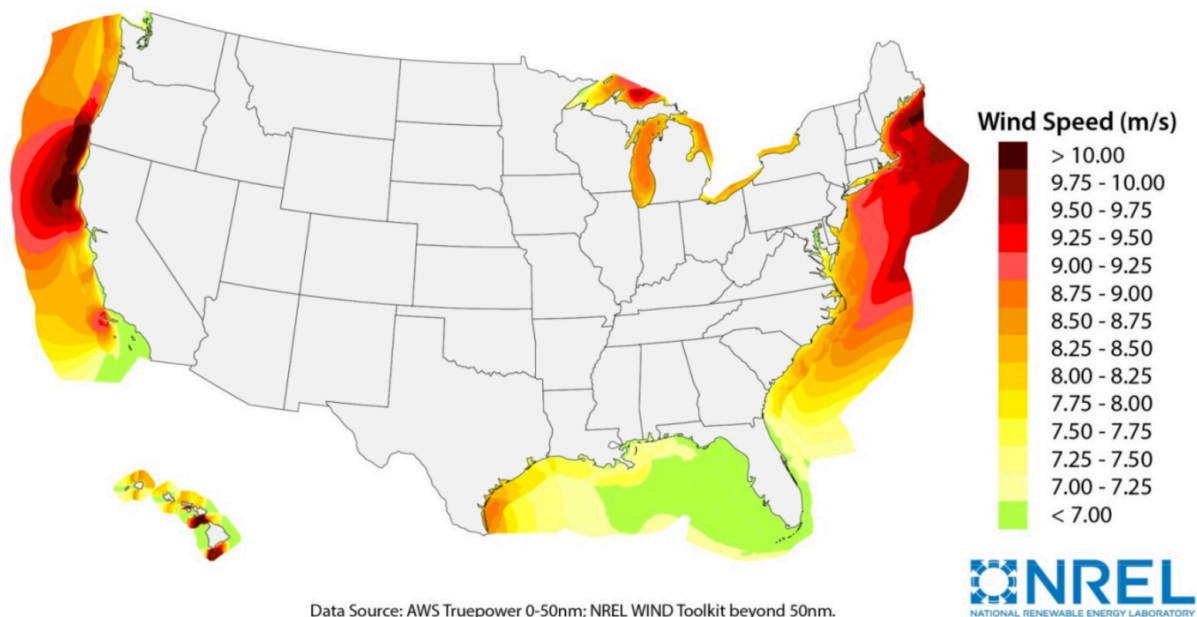 Wind Speed (m/s)
> 10.00
9.75 - 10.00
9.50 - 9.75
9.25 - 9.50
9.00 - 9.25
8.75 - 9.00
8.50 - 8.75
8.25 - 8.50
8.00 - 8.25
7.75 - 8.00
7.50 - 7.75
7.25 - 7.50
7.00 - 7.25
< 7.00
NREL
NATIONAL RENEWABLE ENERGY LABORATORY
Data Source: AWS Truepower 0-50nm; NREL WIND Toolkit beyond 50nm.